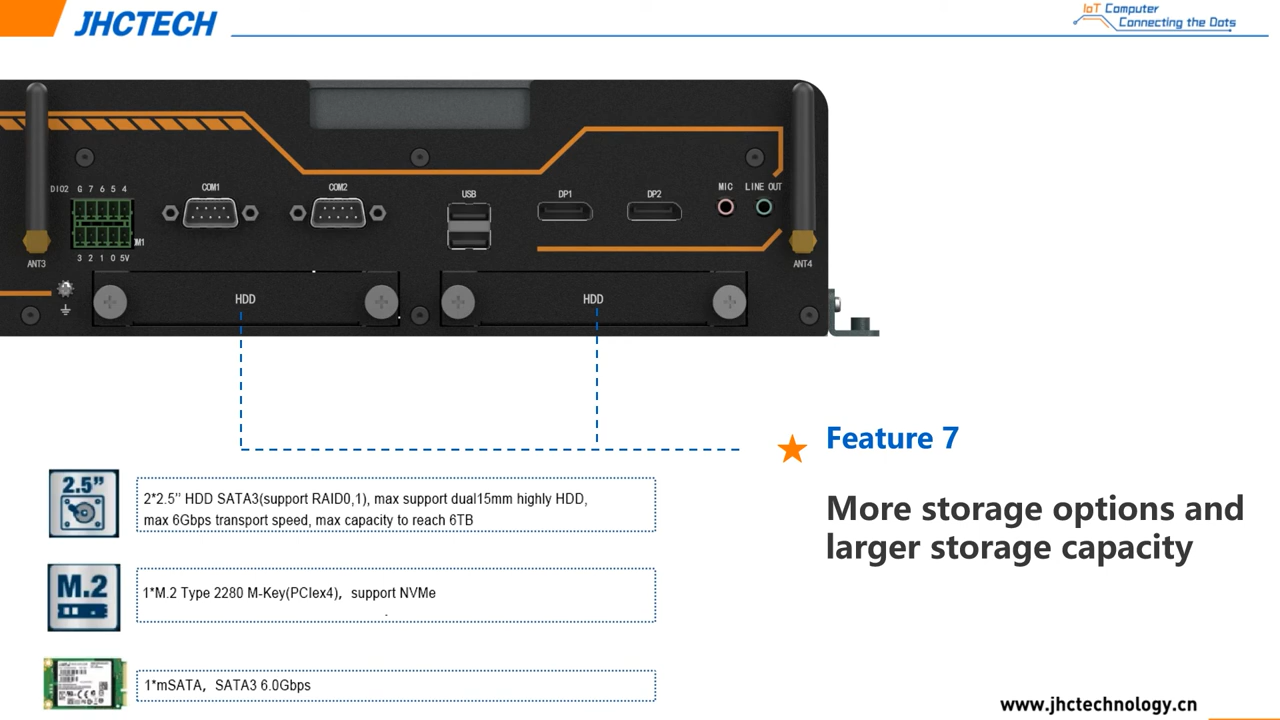 JHCTECH
IoT Computer
Connecting the Dots
DIO2 G 7 6 5 4
COM1
COM2
USB
DP1
DP2
MIC
LINE OUT
3 2 1 0 5V
ANT3
ANT4
HDD
HDD
Feature 7
More storage options and
larger storage capacity
2.5”
2*2.5” HDD SATA3(support RAID0,1), max support dual15mm highly HDD,
max 6Gbps transport speed, max capacity to reach 6TB
M.2
1*M.2 Type 2280 M-Key(PCIex4), support NVMe
1*mSATA, SATA3 6.0Gbps
www.jhctechnology.cn